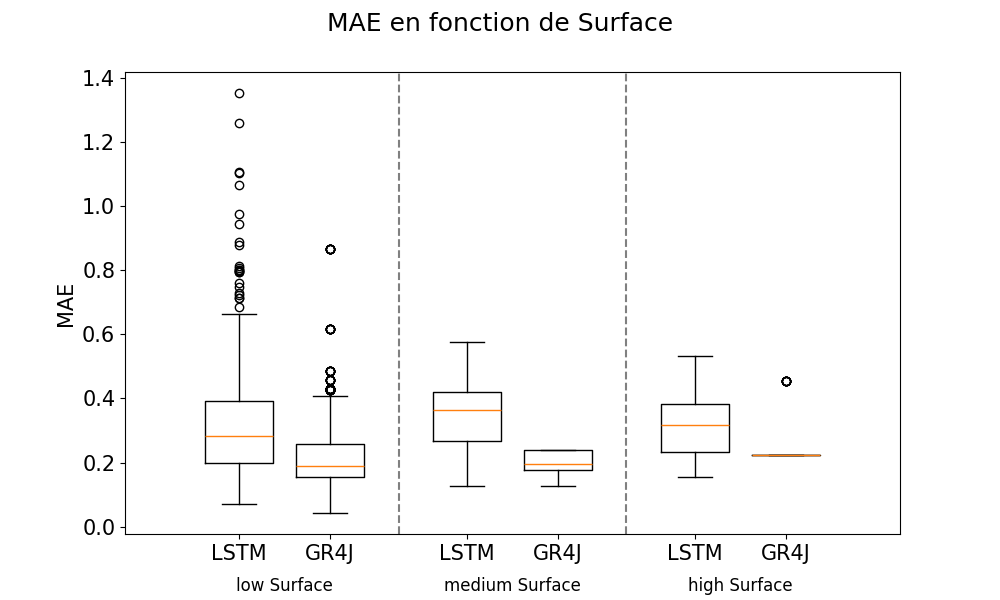 MAE en fonction de Surface
1.4
1.2
1.0
0.8
0.6
0.4
0.2
0.0
MAE
LSTM GR4J LSTM GR4J LSTM GR4J
low Surface medium Surface high Surface